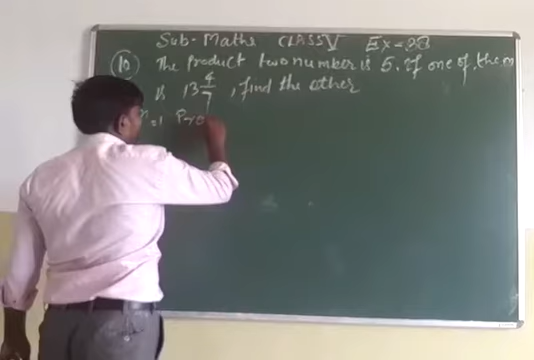 Sub-Maths CLASS V Ex=
10 The product two number is 5. If one of the m
is 13 4/7, find the other
Pro